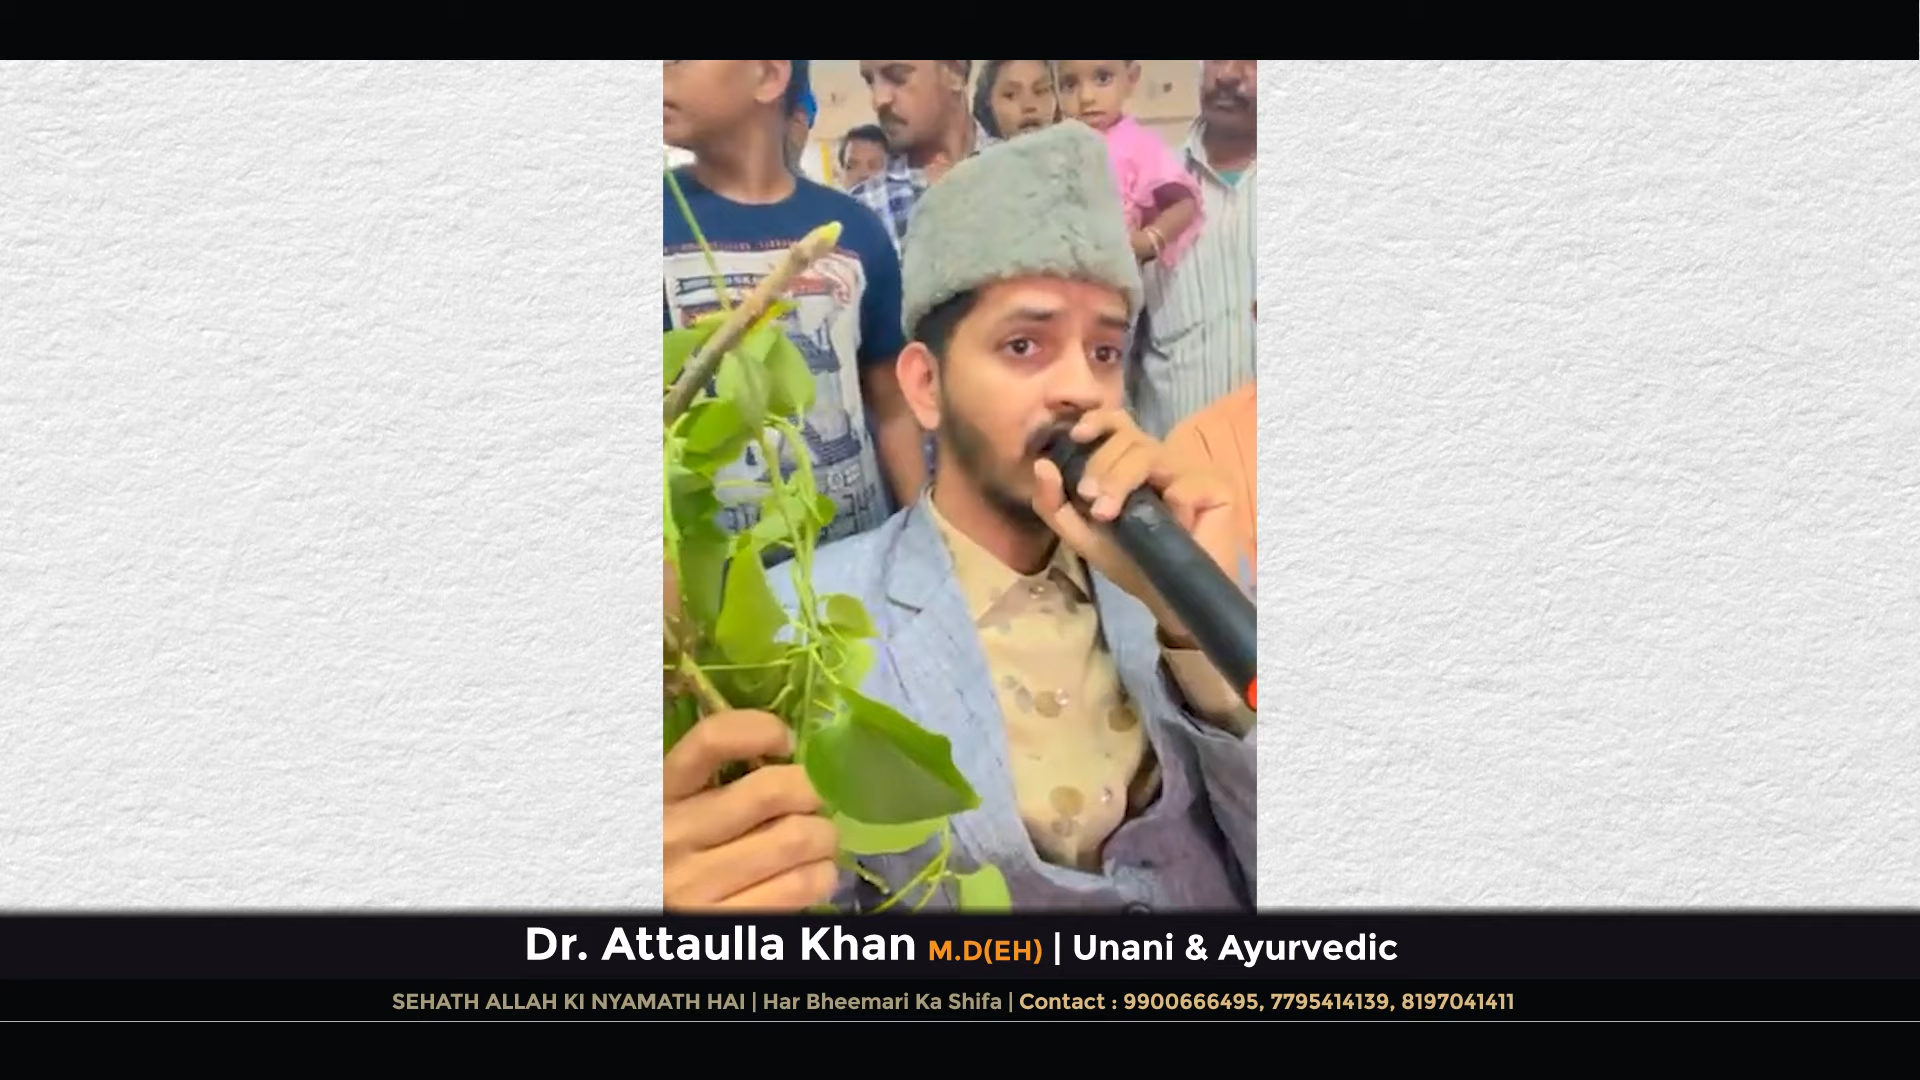 Dr. Attaulla Khan M.D(EH) | Unani & Ayurvedic
SEHATH ALLAH KI NYAMATH HAI | Har Bheemari Ka Shifa | Contact : 9900666495, 7795414139, 8197041411